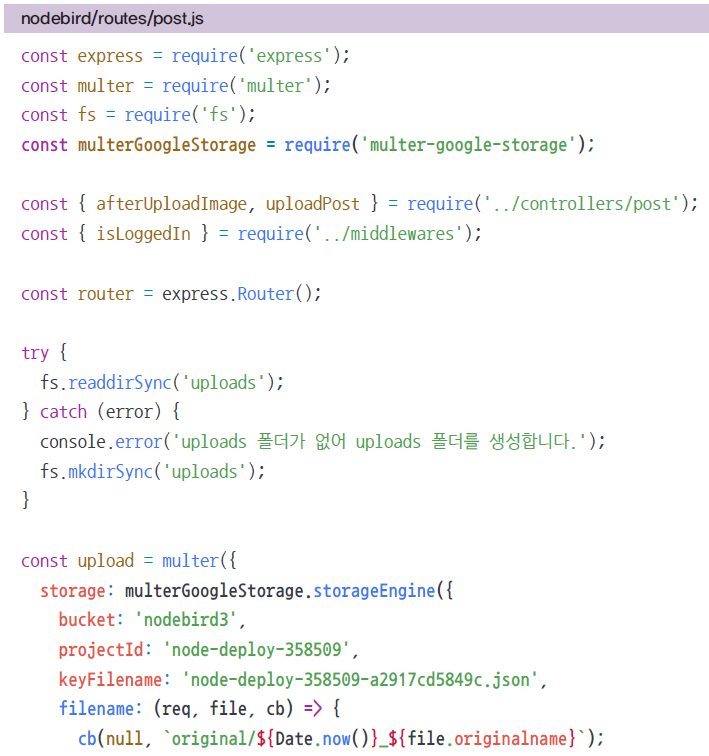 nodebird/routes/post.js
const express = require('express');
const multer = require('multer');
const fs = require('fs');
const multerGoogleStorage = require('multer-google-storage');

const { afterUploadImage, uploadPost } = require('../controllers/post');
const { isLoggedIn } = require('../middlewares');

const router = express.Router();

try {
  fs.readdirSync('uploads');
} catch (error) {
  console.error('uploads 폴더가 없어 uploads 폴더를 생성합니다.');
  fs.mkdirSync('uploads');
}

const upload = multer({
  storage: multerGoogleStorage.storageEngine({
    bucket: 'nodebird3',
    projectId: 'node-deploy-358509',
    keyFilename: 'node-deploy-358509-a2917cd5849c.json',
    filename: (req, file, cb) => {
      cb(null, `original/${Date.now()}_${file.originalname}`);